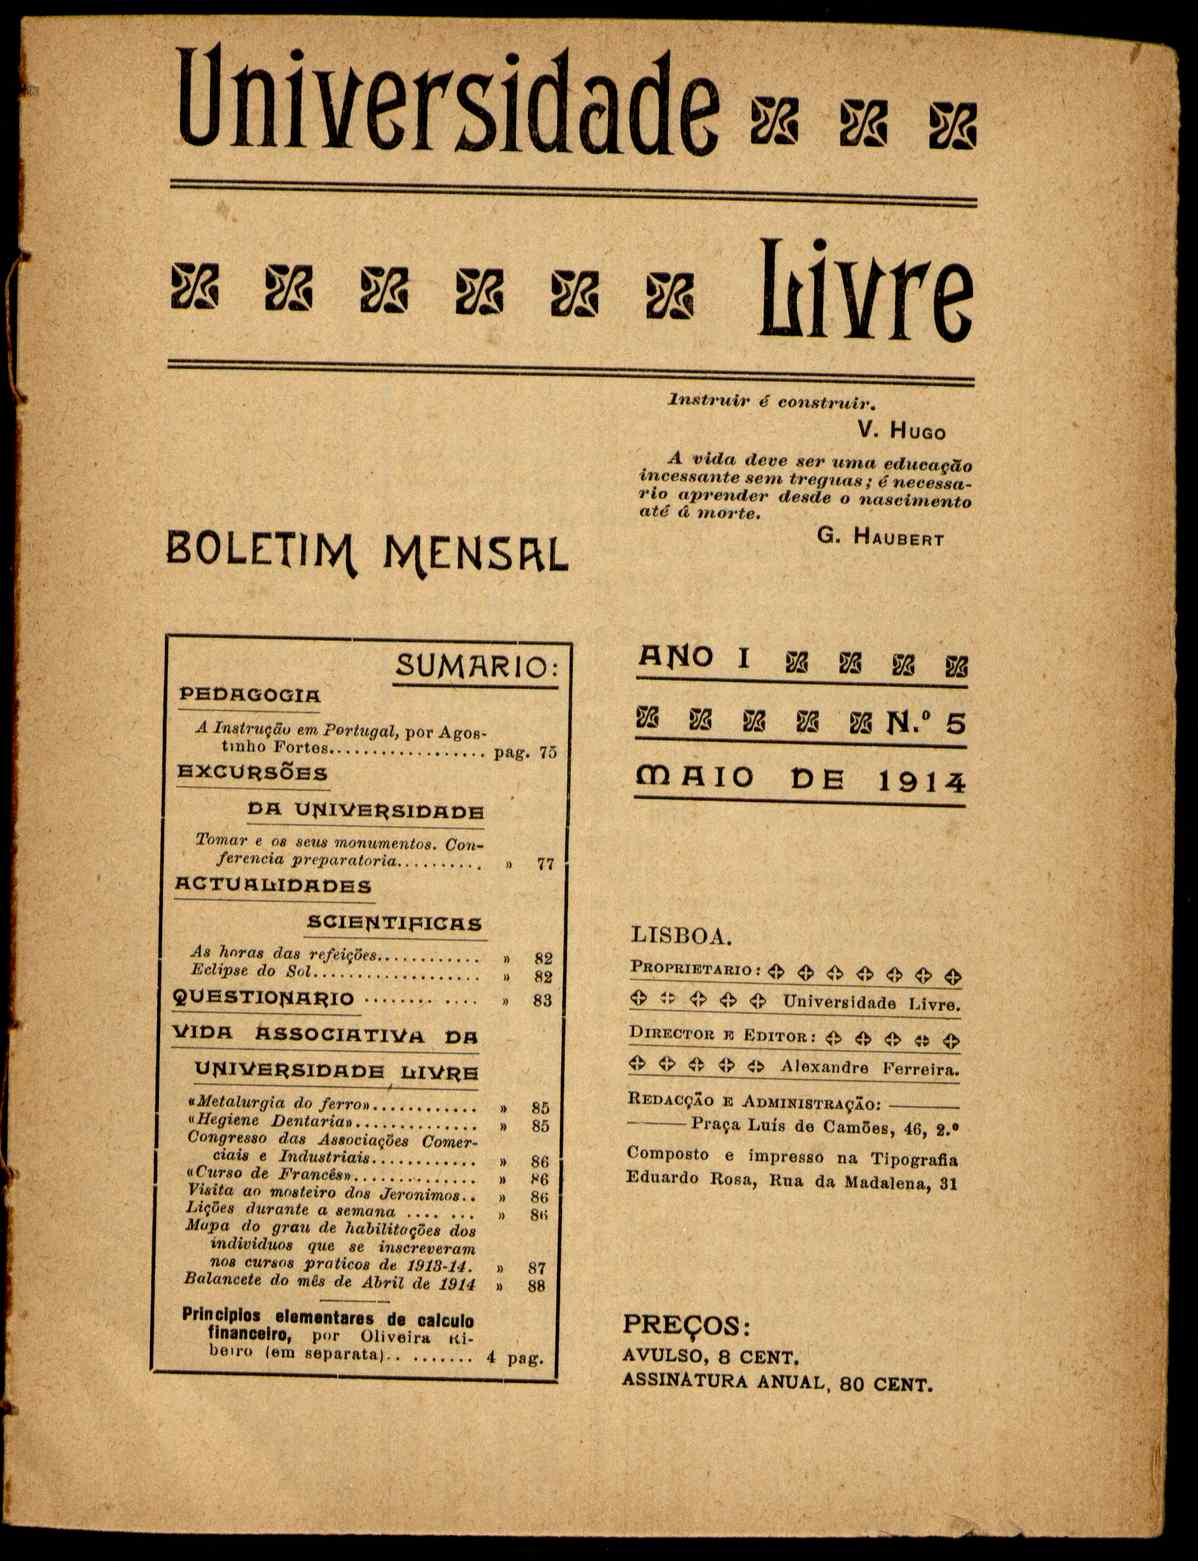 Universidade
Livre
Instruir é construir.
V. HUGO
A vida deve ser uma educação
incessante sem treguas; é necessa-
rio aprender desde o nascimento
até â morte.
G. HAUBERT
BOLETIM MENSAL
SUMARIO:
PEDAGOGIA
A Instrução em Portugal, por Agos-
tinho Fortes.................. pag. 75
EXCURSÕES
DA UNIVERSIDADE
Tomar e os seus monumentos. Con-
ferencia preparatoria.......... » 77
ACTUALIDADES
SCIENTIFICAS
As horas das refeições............ » 82
Eclipse do Sol................... » 82
QUESTIONARIO ........ .... » 83
VIDA ASSOCIATIVA DA
UNIVERSIDADE LIVRE
«Metalurgia do ferro»............ » 85
«Hegiene Dentaria».............. » 85
Congresso das Associações Comer-
ciais e Industriais............ » 86
«Curso de Francês».............. » 86
Visita ao mosteiro dos Jeronimos.. » 86
Lições durante a semana .... ... » 86
Mapa do grau de habilitações dos
individuos que se inscreveram
nos cursos praticos de 1913-14. » 87
Balancete do mês de Abril de 1914 » 88
Principios elementares de calculo
financeiro, por Oliveira Ri-
beiro (em separata).. ....... 4 pag.
ANO I
N.º 5
MAIO DE 1914
LISBOA.
PROPRIETARIO:
Universidade Livre.
DIRECTOR E EDITOR:
Alexandre Ferreira.
REDACÇÃO E ADMINISTRAÇÃO:
Praça Luís de Camões, 46, 2.º
Composto e impresso na Tipografia
Eduardo Rosa, Rua da Madalena, 31
PREÇOS:
AVULSO, 8 CENT.
ASSINATURA ANUAL, 80 CENT.